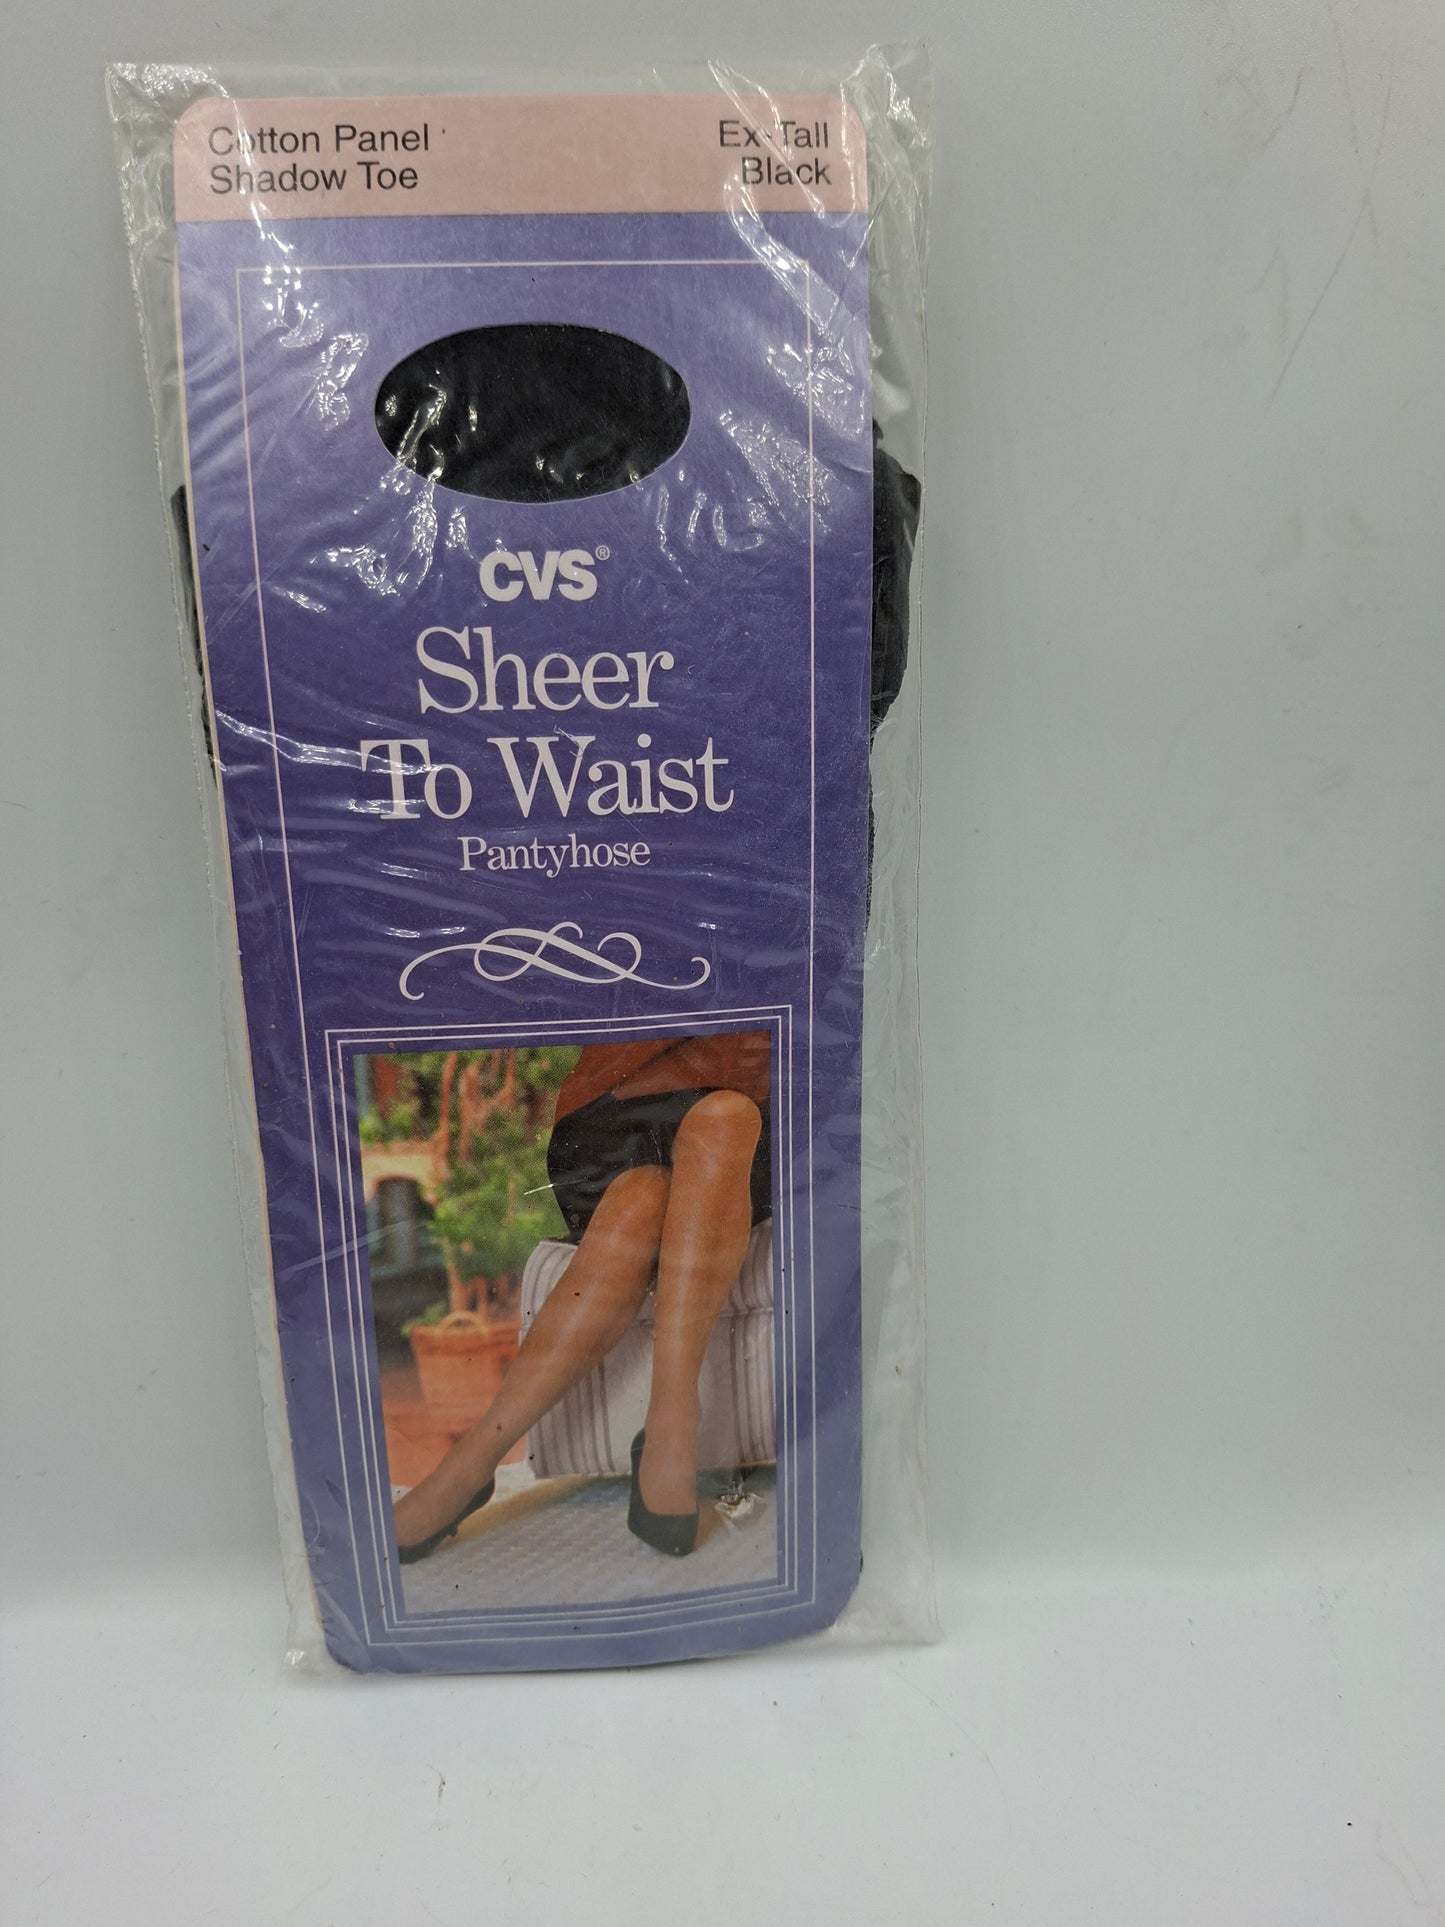 Cotton Panel
Shadow Toe
Ex-Tall
Black
CVS®
Sheer
To Waist
Pantyhose